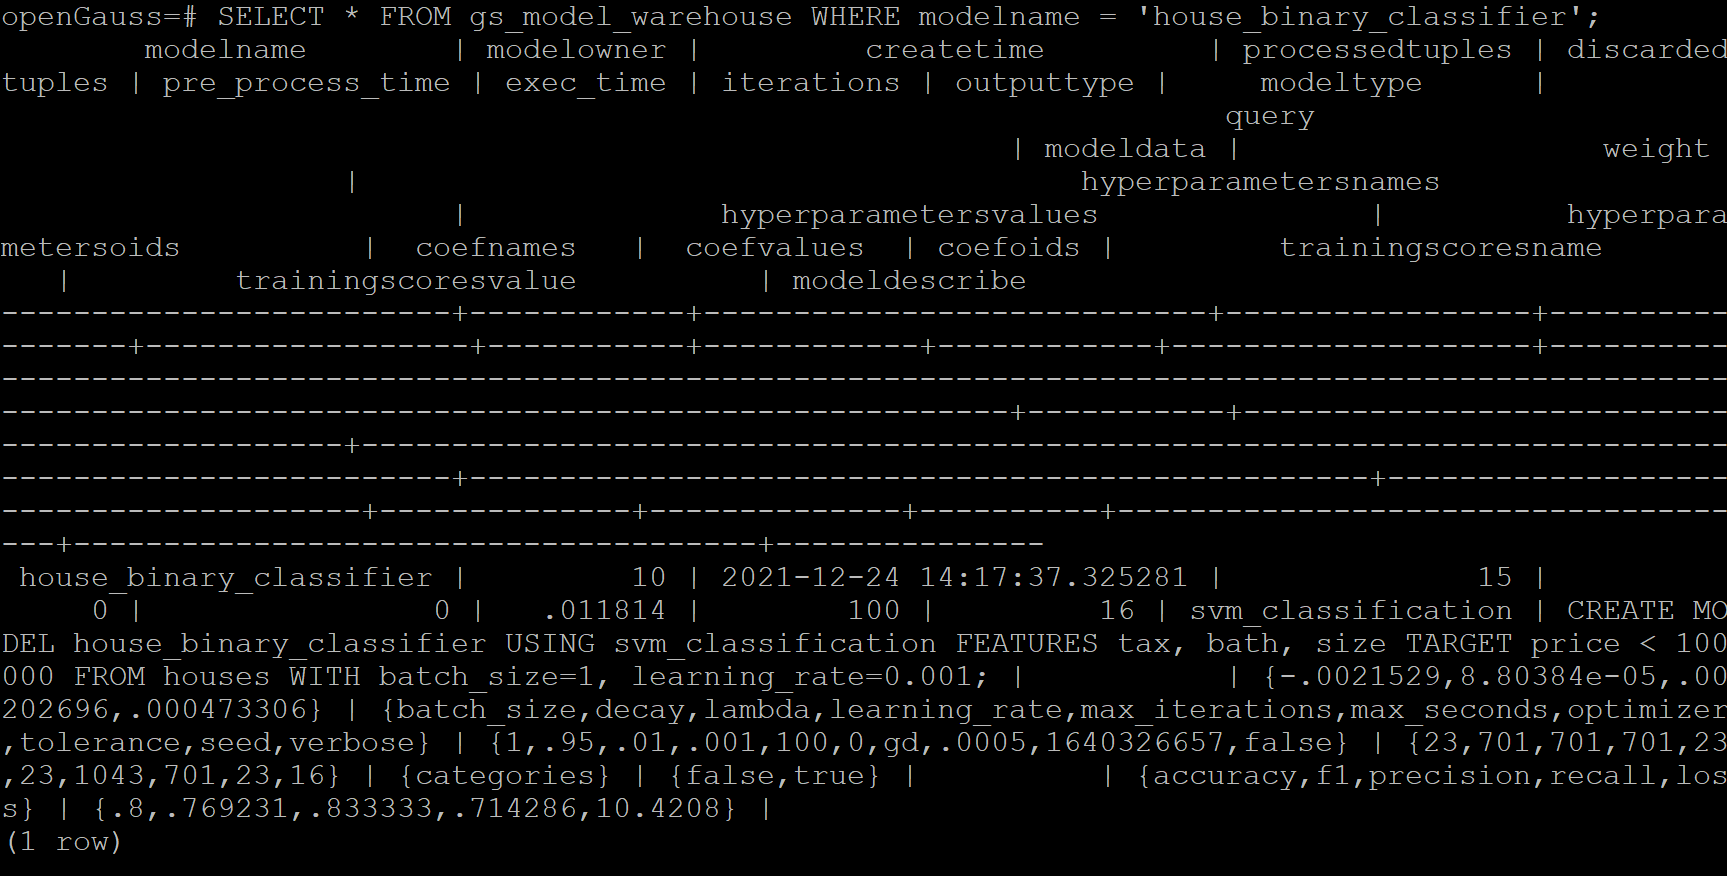 openGauss=# SELECT * FROM gs_model_warehouse WHERE modelname = 'house_binary_classifier';
        modelname        | modelowner |         createtime         | processedtuples | discarded
tuples | pre_process_time | exec_time | iterations | outputtype |     modeltype      |
                                                                    query
                                                        | modeldata |                    weight
                   |                                        hyperparametersnames
                         |              hyperparametersvalues               |          hyperpara
metersoids          |  coefnames   |  coefvalues  | coefoids |         trainingscoresname
   |         trainingscoresvalue          | modeldescribe
-------------------------+------------+----------------------------+-----------------+----------
-------+------------------+-----------+------------+------------+--------------------+----------
------------------------------------------------------------------------------------------------
--------------------------------------------------------+-----------+---------------------------
-------------------+----------------------------------------------------------------------------
-------------------------+--------------------------------------------------+-------------------
--------------------+--------------+--------------+----------+----------------------------------
---+--------------------------------------+---------------
 house_binary_classifier |         10 | 2021-12-24 14:17:37.325281 |              15 |
     0 |                0 |   .011814 |        100 |         16 | svm_classification | CREATE MO
DEL house_binary_classifier USING svm_classification FEATURES tax, bath, size TARGET price < 100
000 FROM houses WITH batch_size=1, learning_rate=0.001; |           | {-.0021529,8.80384e-05,.00
202696,.000473306} | {batch_size,decay,lambda,learning_rate,max_iterations,max_seconds,optimizer
,tolerance,seed,verbose} | {1,.95,.01,.001,100,0,gd,.0005,1640326657,false} | {23,701,701,701,23
,23,1043,701,23,16} | {categories} | {false,true} |          | {accuracy,f1,precision,recall,los
s} | {.8,.769231,.833333,.714286,10.4208} |
(1 row)